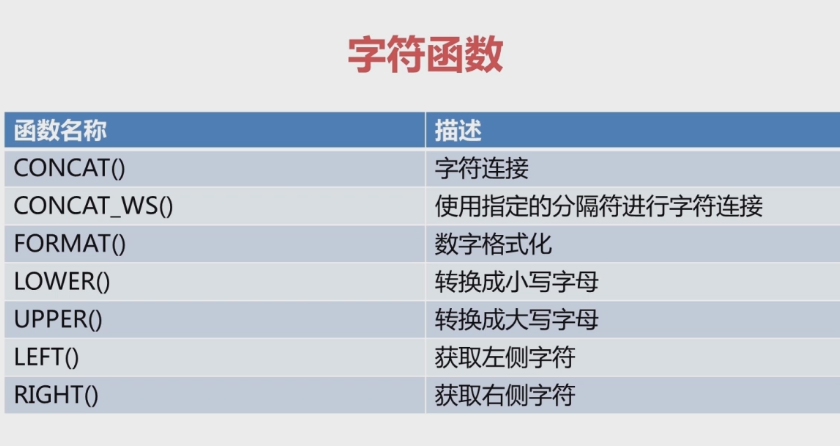 字符函数
函数名称 描述
CONCAT() 字符连接
CONCAT_WS() 使用指定的分隔符进行字符连接
FORMAT() 数字格式化
LOWER() 转换成小写字母
UPPER() 转换成大写字母
LEFT() 获取左侧字符
RIGHT() 获取右侧字符